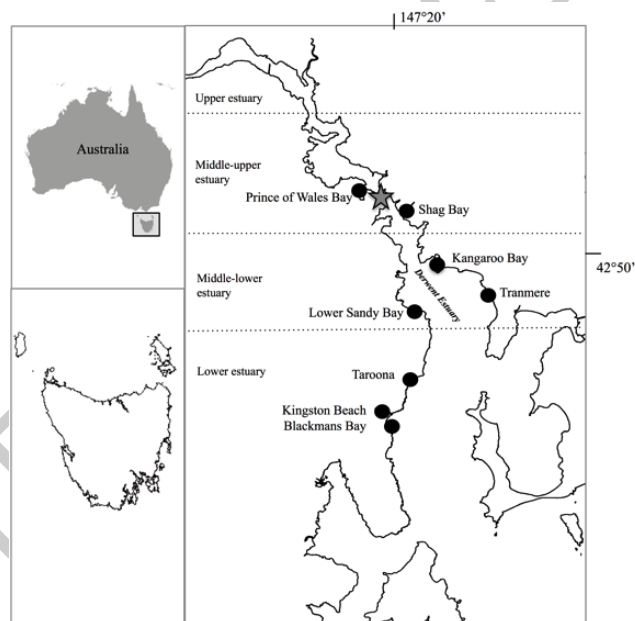 147°20'
Upper estuary
Australia
Middle-upper
estuary
Prince of Wales Bay
Shag Bay
Kangaroo Bay
42°50'
Middle-lower
estuary
Derwent Estuary
Tranmere
Lower Sandy Bay
Lower estuary
Taroona
Kingston Beach
Blackmans Bay